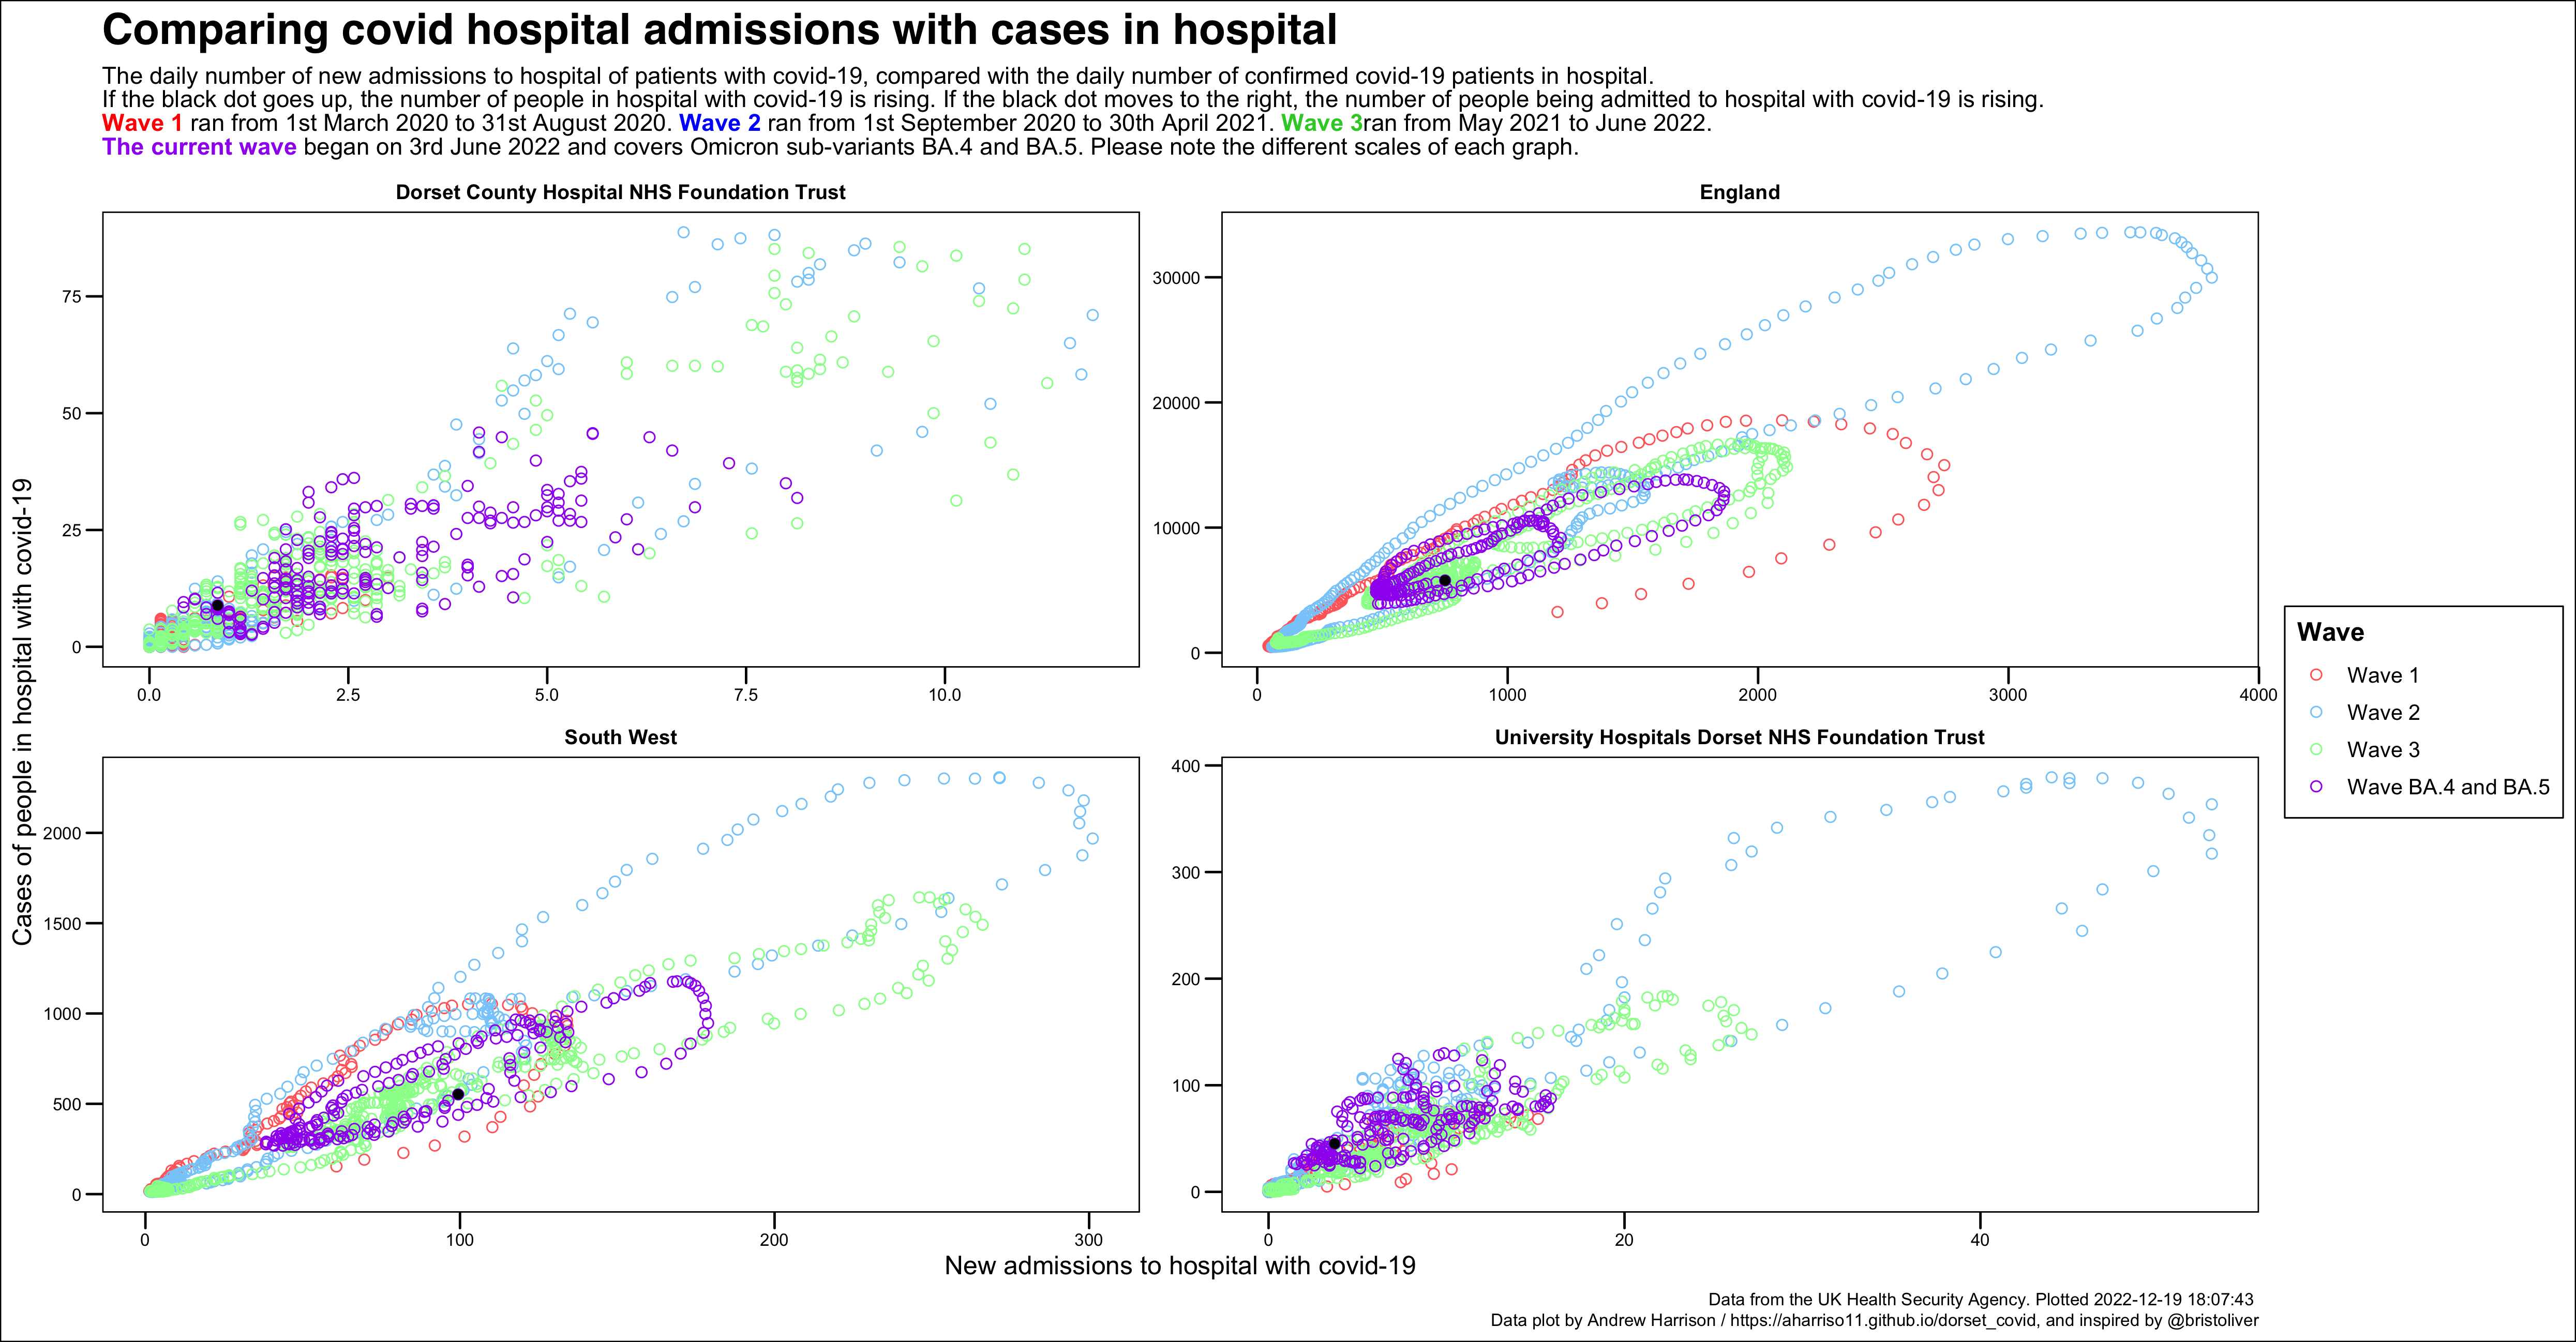 Comparing covid hospital admissions with cases in hospital
The daily number of new admissions to hospital of patients with covid-19, compared with the daily number of confirmed covid-19 patients in hospital.
If the black dot goes up, the number of people in hospital with covid-19 is rising. If the black dot moves to the right, the number of people being admitted to hospital with covid-19 is rising.
Wave 1 ran from 1st March 2020 to 31st August 2020. Wave 2 ran from 1st September 2020 to 30th April 2021. Wave 3ran from May 2021 to June 2022.
The current wave began on 3rd June 2022 and covers Omicron sub-variants BA.4 and BA.5. Please note the different scales of each graph.
Dorset County Hospital NHS Foundation Trust
75
50
25
0
0.0 2.5 5.0 7.5 10.0
England
30000
20000
10000
0
0 1000 2000 3000 4000
South West
2000
1500
1000
500
0
0 100 200 300
University Hospitals Dorset NHS Foundation Trust
400
300
200
100
0
0 20 40
Cases of people in hospital with covid-19
New admissions to hospital with covid-19
Wave
Wave 1
Wave 2
Wave 3
Wave BA.4 and BA.5
Data from the UK Health Security Agency. Plotted 2022-12-19 18:07:43
Data plot by Andrew Harrison / https://aharriso11.github.io/dorset_covid, and inspired by @bristoliver